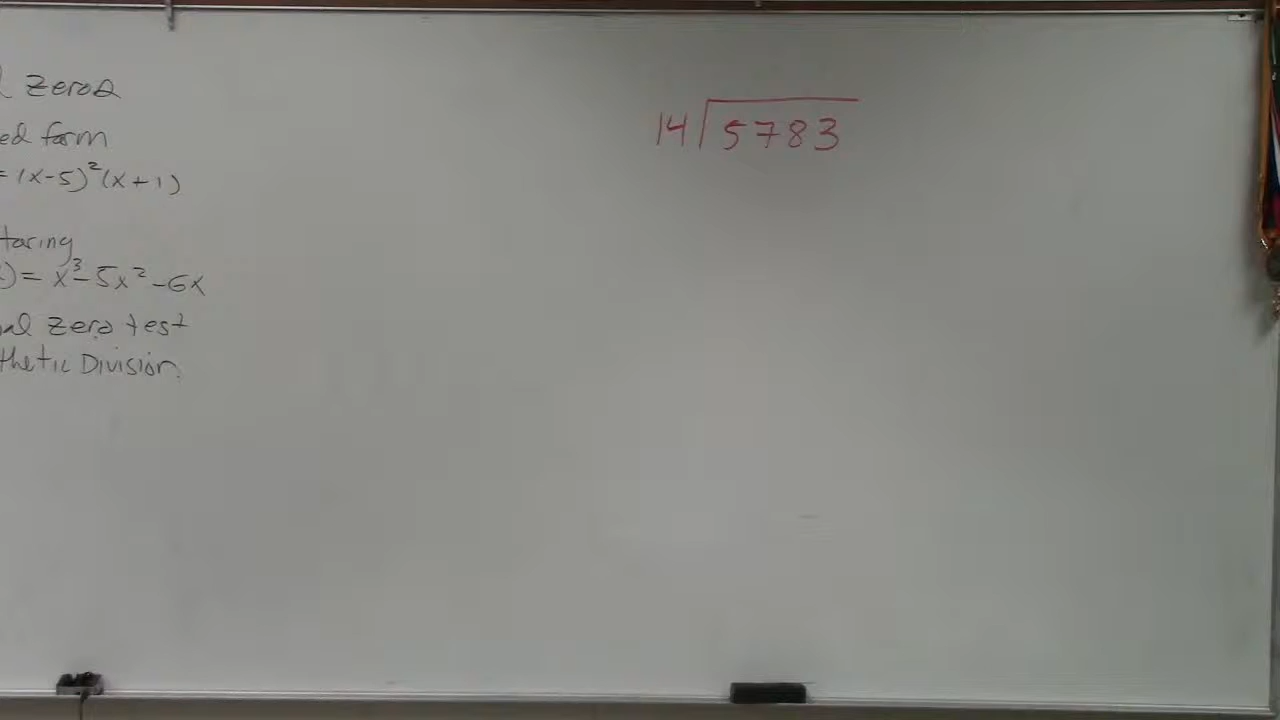 Zeros
ed form
= (x-5)²(x+1)
toring
) = x³-5x²-6x
al zero test
thetic Division
14 5783